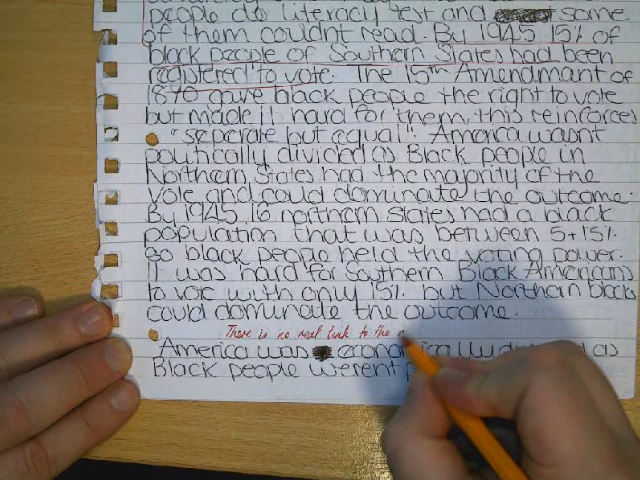 people do literacy test and some
of them couldnt read. By 1945 15% of
black people of Southern States had been
registered to vote. The 15th Amendment of
1870 gave black people the right to vote
but made it hard for them, this reinforces
"seperate but equal". America wasnt
politically divided as Black people in
Northern States had the majority of the
vote and could dominate the outcome.
By 1945, 16 northern states had a black
population that was between 5+15%
so black people held the voting power.
It was hard for Southern Black Americans
to vote with only 15% but Northern blacks
could dominate the outcome.
There is no real link to the
America was economically as
Black people werent